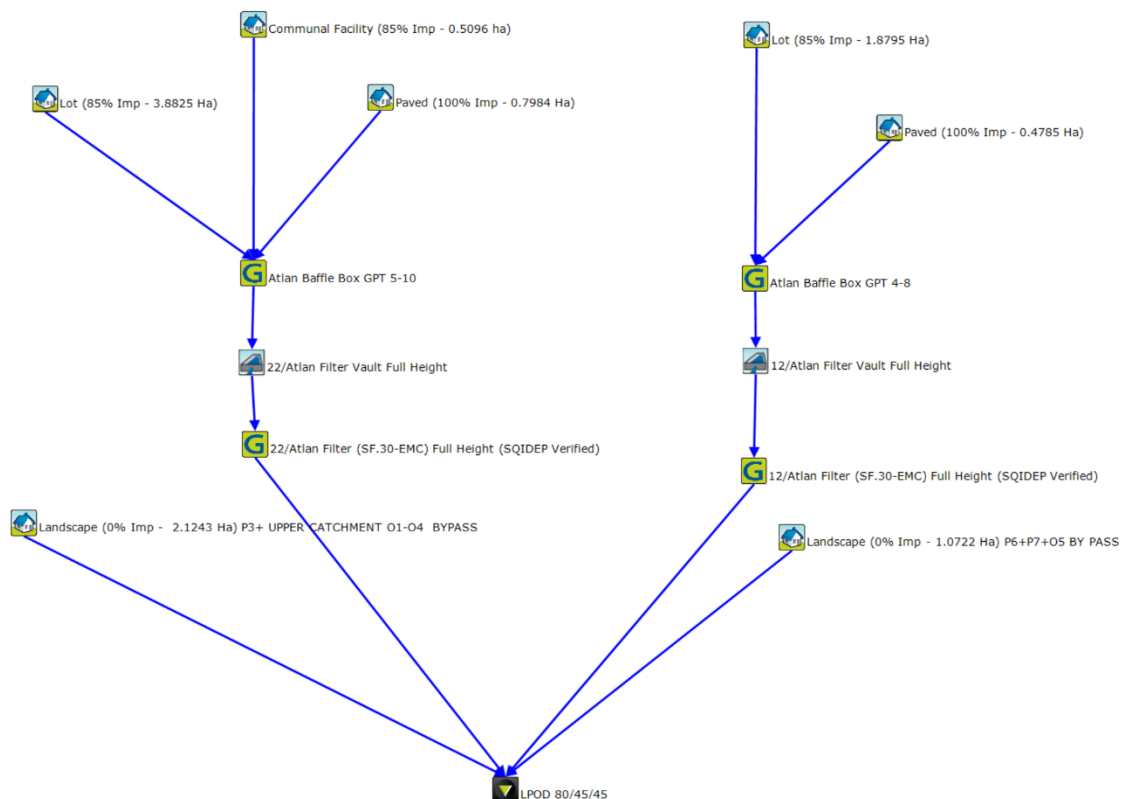 Communal Facility (85% Imp - 0.5096 ha)
Lot (85% Imp - 1.8795 Ha)
Lot (85% Imp - 3.8825 Ha)
Paved (100% Imp - 0.7984 Ha)
Paved (100% Imp - 0.4785 Ha)
G
Atlan Baffle Box GPT 5-10
G
Atlan Baffle Box GPT 4-8
22/Atlan Filter Vault Full Height
12/Atlan Filter Vault Full Height
G
22/Atlan Filter (SF.30-EMC) Full Height (SQIDEP Verified)
G
12/Atlan Filter (SF.30-EMC) Full Height (SQIDEP Verified)
Landscape (0% Imp -  2.1243 Ha) P3+ UPPER CATCHMENT O1-O4  BYPASS
Landscape (0% Imp - 1.0722 Ha) P6+P7+O5 BY PASS
LPOD 80/45/45